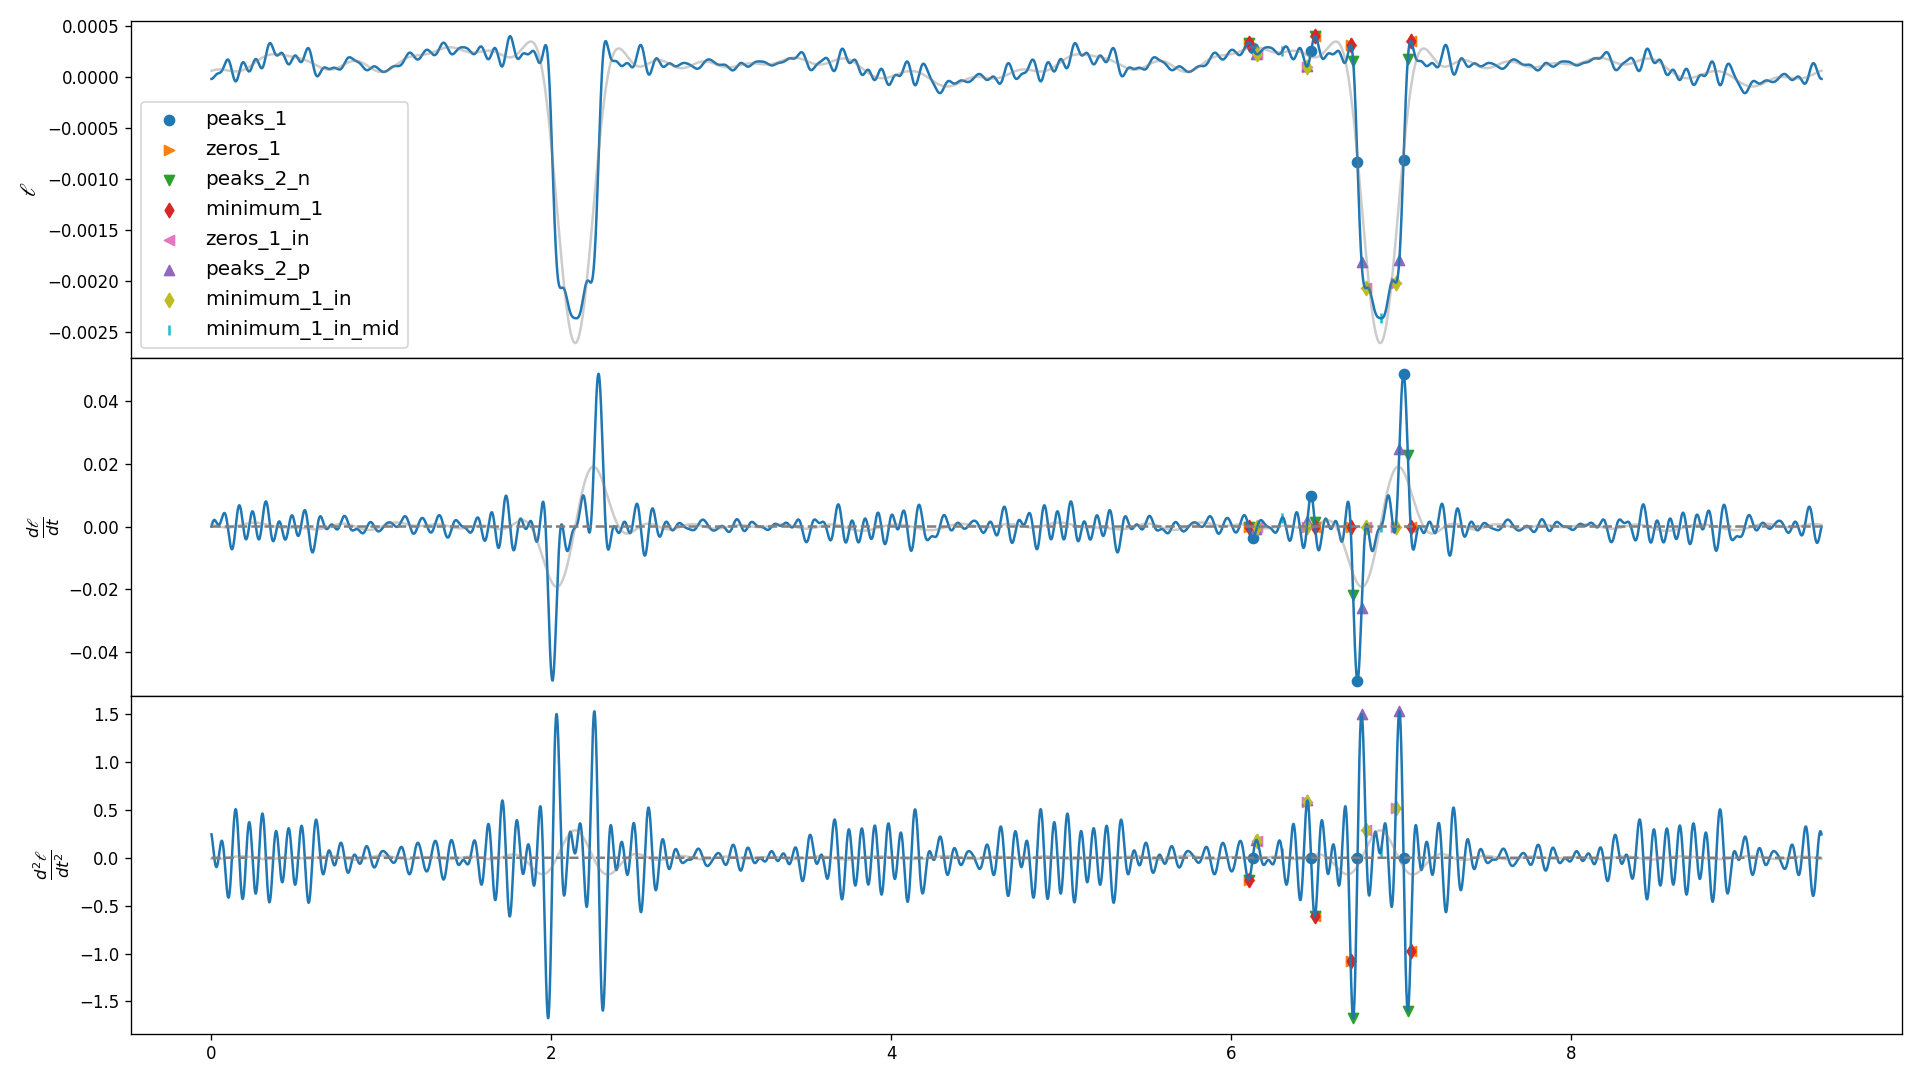 0.0005
0.0000
−0.0005
−0.0010
−0.0015
−0.0020
−0.0025
ℓ
peaks_1
zeros_1
peaks_2_n
minimum_1
zeros_1_in
peaks_2_p
minimum_1_in
minimum_1_in_mid
0.04
0.02
0.00
−0.02
−0.04
dℓ/dt
1.5
1.0
0.5
0.0
−0.5
−1.0
−1.5
d²ℓ/dt²
0 2 4 6 8